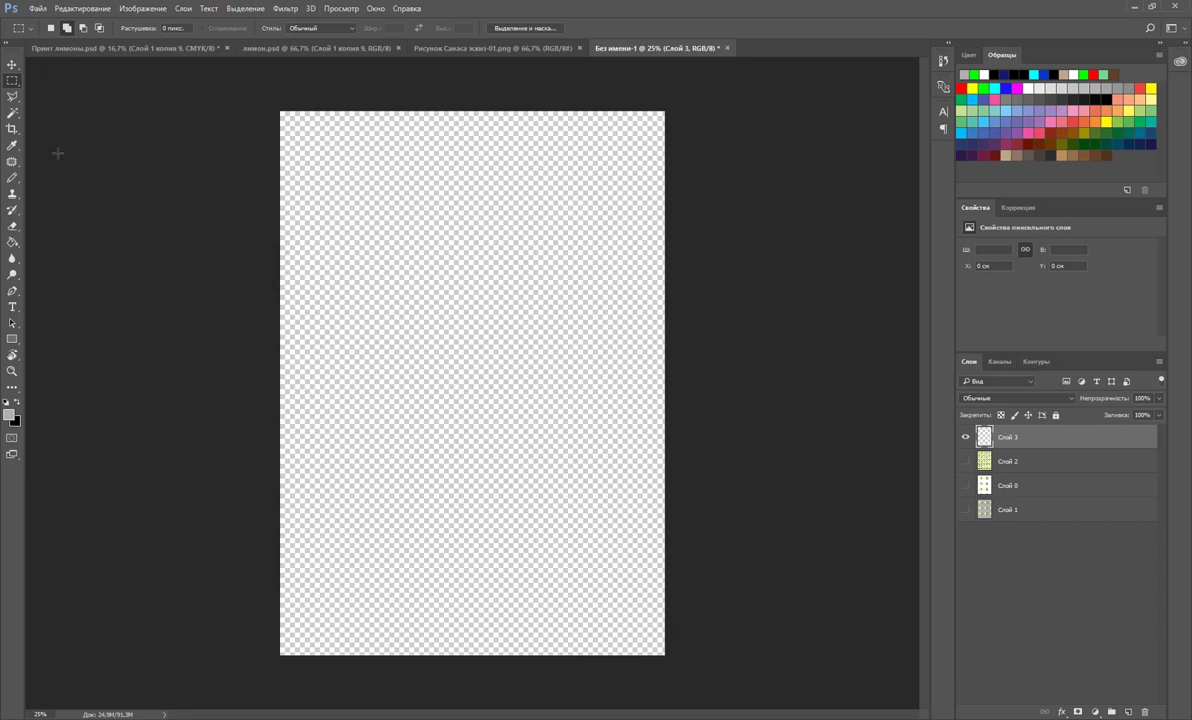 Ps Файл Редактирование Изображение Слои Текст Выделение Фильтр 3D Просмотр Окно Справка
Растушевка: 0 пикс. Сглаживание Стиль: Обычный Шир.: Выс.: Выделение и маска...
Принт лимоны.psd @ 16,7% (Слой 1 копия 9, CMYK/8) * × лимон.psd @ 66,7% (Слой 1 копия 9, RGB/8) × Рисунок Сакаса эскиз-01.png @ 66,7% (RGB/8#) × Без имени-1 @ 25% (Слой 3, RGB/8) * ×
Цвет Образцы
Свойства Коррекция
Свойства пиксельного слоя
Ш: В:
X: 0 см Y: 0 см
Слои Каналы Контуры
Вид
Обычные Непрозрачность: 100%
Закрепить: Заливка: 100%
Слой 3
Слой 2
Слой 0
Слой 1
25% Док: 24,9M/91,3M